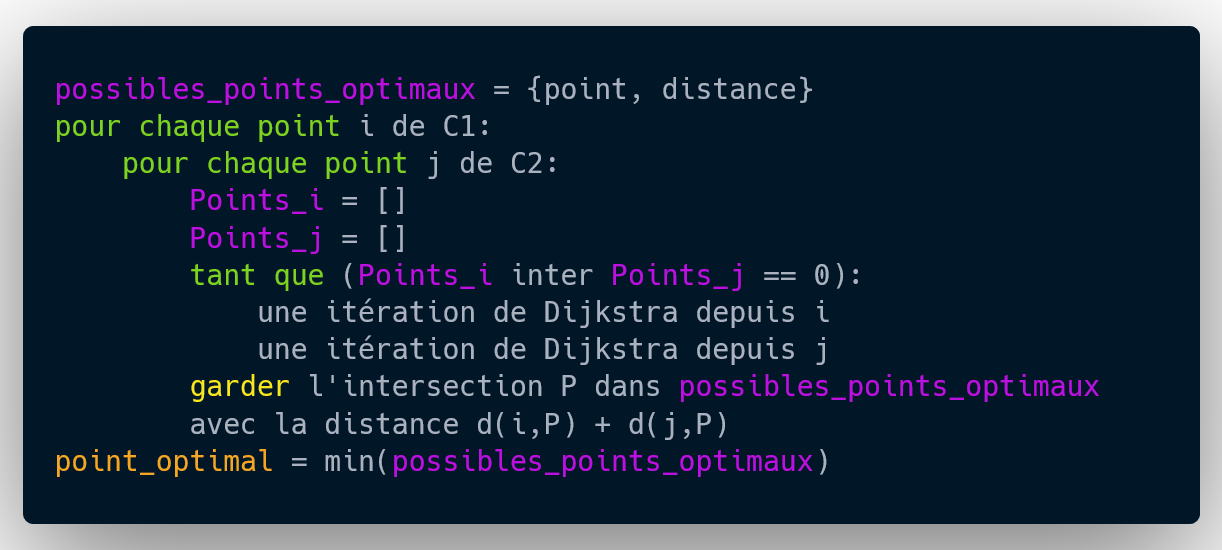 possibles_points_optimaux = {point, distance}
pour chaque point i de C1:
    pour chaque point j de C2:
        Points_i = []
        Points_j = []
        tant que (Points_i inter Points_j == 0):
            une itération de Dijkstra depuis i
            une itération de Dijkstra depuis j
        garder l'intersection P dans possibles_points_optimaux
        avec la distance d(i,P) + d(j,P)
point_optimal = min(possibles_points_optimaux)